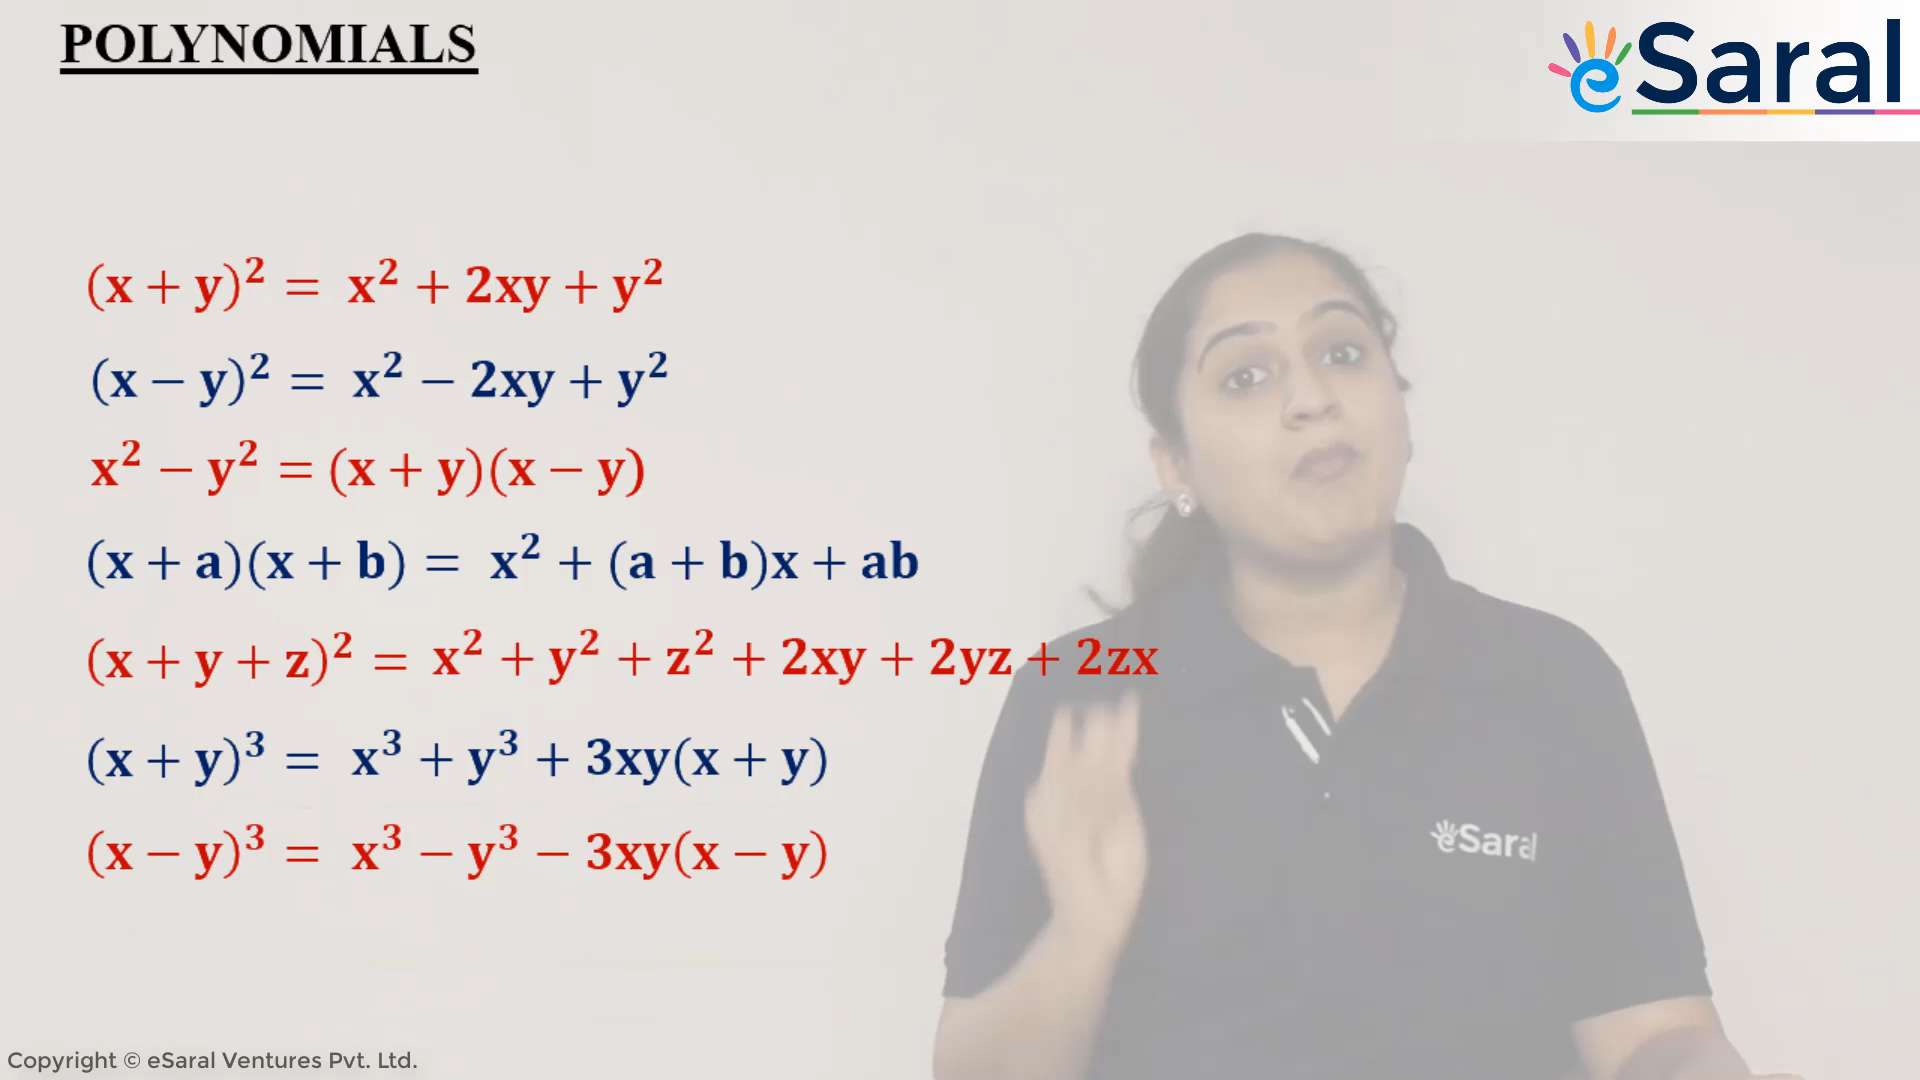 POLYNOMIALS
eSaral
(x + y)² = x² + 2xy + y²
(x − y)² = x² − 2xy + y²
x² − y² = (x + y)(x − y)
(x + a)(x + b) = x² + (a + b)x + ab
(x + y + z)² = x² + y² + z² + 2xy + 2yz + 2zx
(x + y)³ = x³ + y³ + 3xy(x + y)
(x − y)³ = x³ − y³ − 3xy(x − y)
eSaral
Copyright © eSaral Ventures Pvt. Ltd.